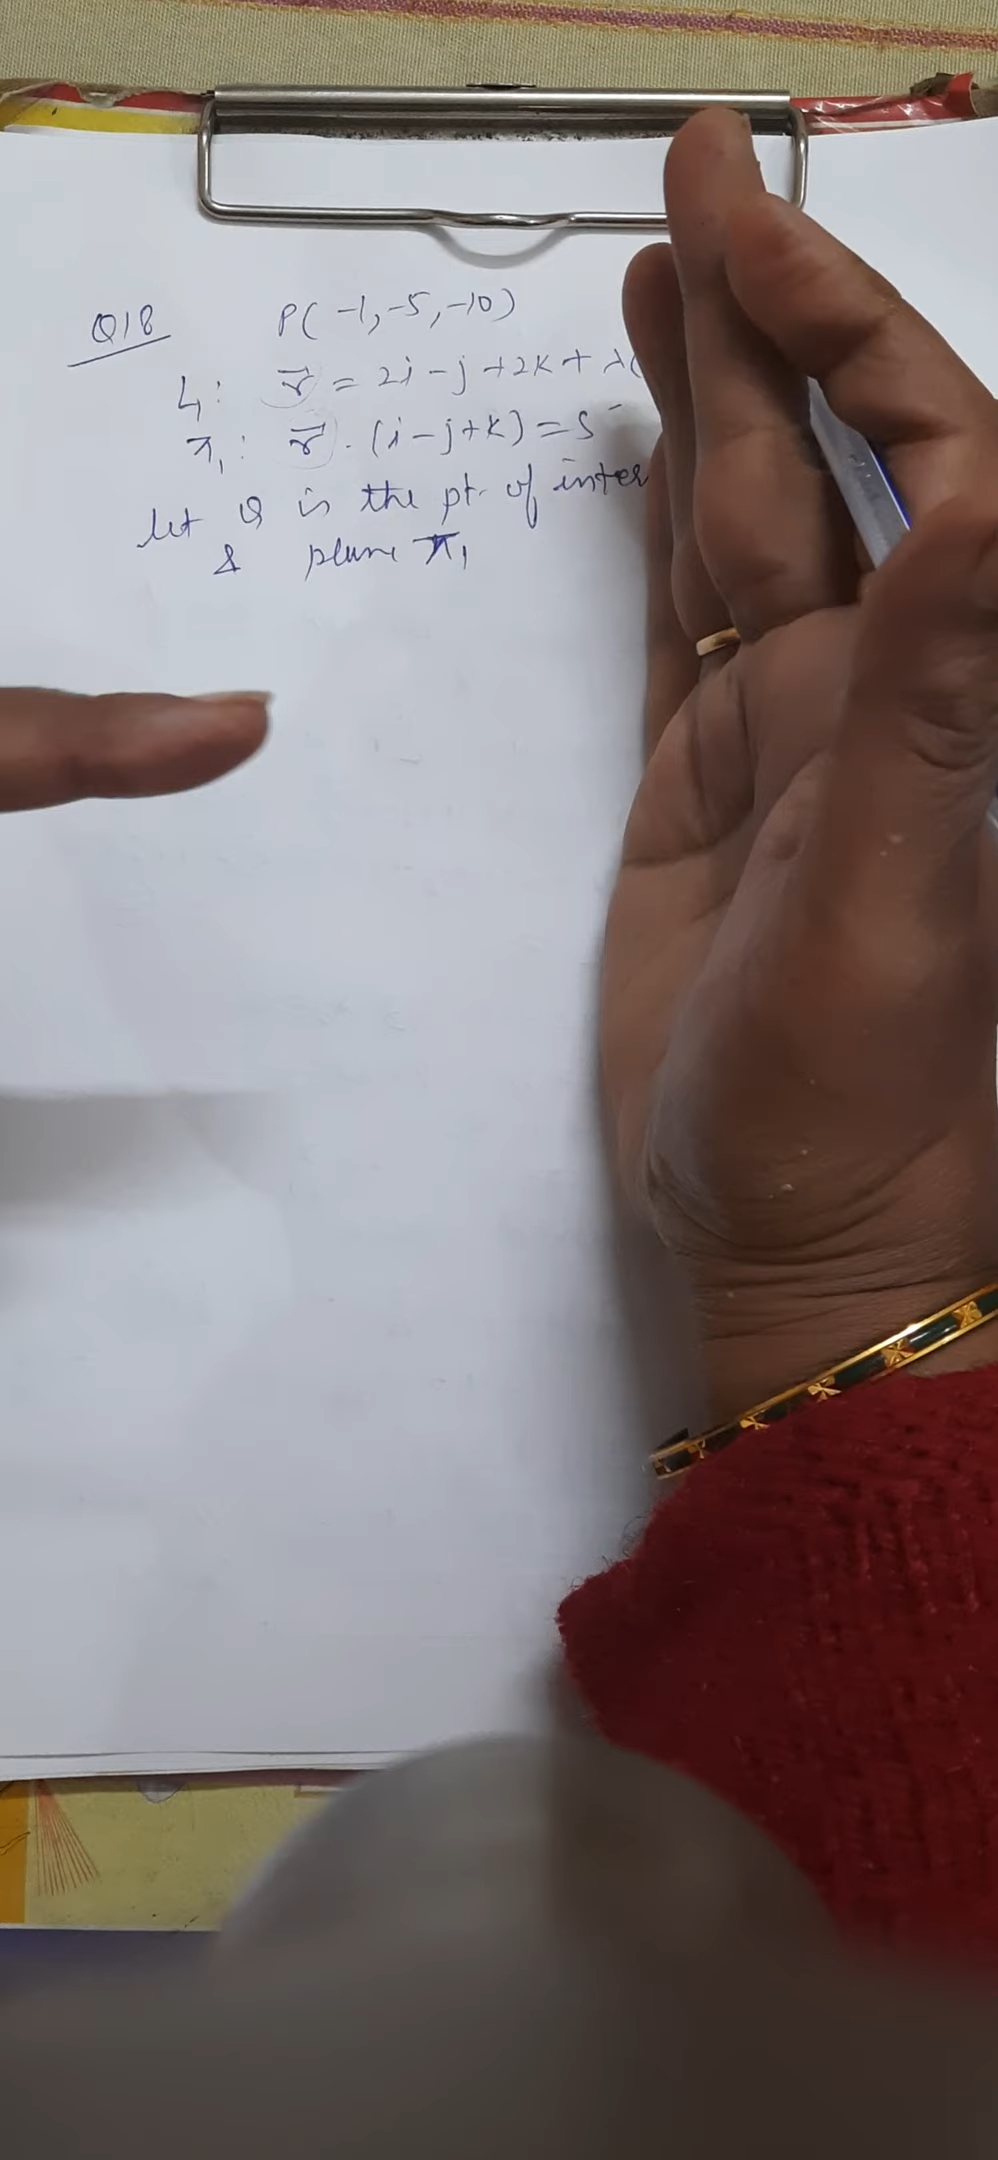 Q18 P(-1,-5,-10)
L: r⃗ = 2i-j+2k+λ(
π₁: r⃗.(i-j+k)=5
Let Q is the pt. of inter
& plane π₁